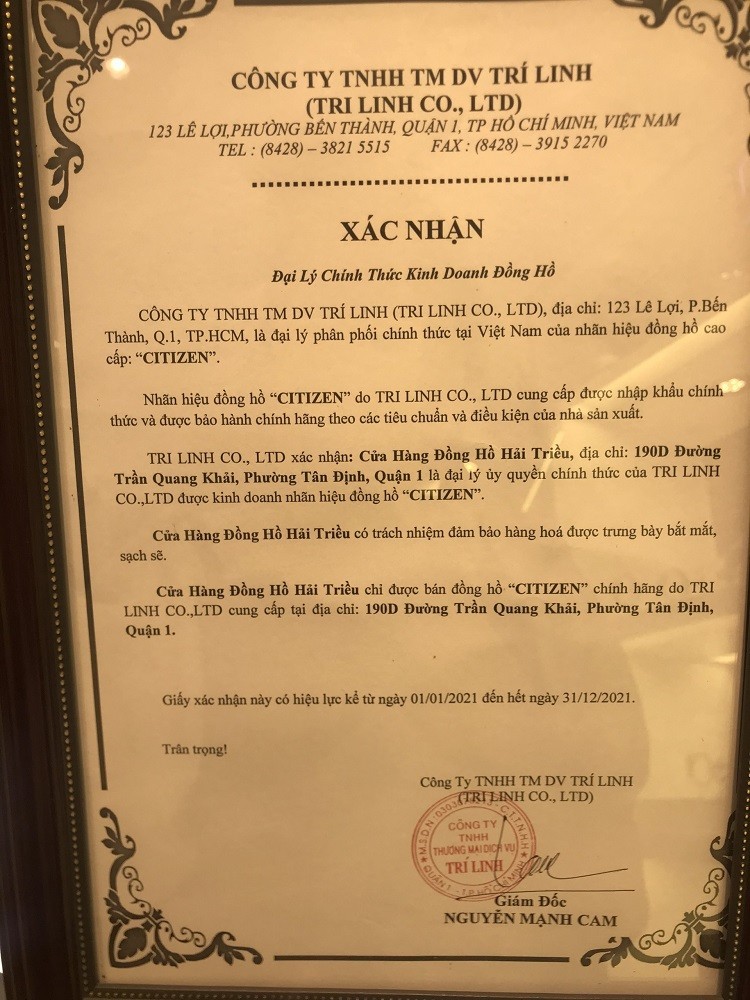 CÔNG TY TNHH TM DV TRÍ LINH
(TRI LINH CO., LTD)
123 LÊ LỢI,PHƯỜNG BẾN THÀNH, QUẬN 1, TP HỒ CHÍ MINH, VIỆT NAM
TEL : (8428) – 3821 5515 FAX : (8428) – 3915 2270
XÁC NHẬN
Đại Lý Chính Thức Kinh Doanh Đồng Hồ
CÔNG TY TNHH TM DV TRÍ LINH (TRI LINH CO., LTD), địa chỉ: 123 Lê Lợi, P.Bến
Thành, Q.1, TP.HCM, là đại lý phân phối chính thức tại Việt Nam của nhãn hiệu đồng hồ cao
cấp: “CITIZEN”.
Nhãn hiệu đồng hồ “CITIZEN” do TRI LINH CO., LTD cung cấp được nhập khẩu chính
thức và được bảo hành chính hãng theo các tiêu chuẩn và điều kiện của nhà sản xuất.
TRI LINH CO., LTD xác nhận: Cửa Hàng Đồng Hồ Hải Triều, địa chỉ: 190D Đường
Trần Quang Khải, Phường Tân Định, Quận 1 là đại lý ủy quyền chính thức của TRI LINH
CO.,LTD được kinh doanh nhãn hiệu đồng hồ “CITIZEN”.
Cửa Hàng Đồng Hồ Hải Triều có trách nhiệm đảm bảo hàng hoá được trưng bày bắt mắt,
sạch sẽ.
Cửa Hàng Đồng Hồ Hải Triều chỉ được bán đồng hồ “CITIZEN” chính hãng do TRI
LINH CO.,LTD cung cấp tại địa chỉ: 190D Đường Trần Quang Khải, Phường Tân Định,
Quận 1.
Giấy xác nhận này có hiệu lực kể từ ngày 01/01/2021 đến hết ngày 31/12/2021.
Trân trọng!
Công Ty TNHH TM DV TRÍ LINH
(TRI LINH CO., LTD)
CÔNG TY
TNHH
THƯƠNG MẠI DỊCH VỤ
TRÍ LINH
QUẬN 1 - T.P HỒ CHÍ MINH
Giám Đốc
NGUYỄN MẠNH CAM